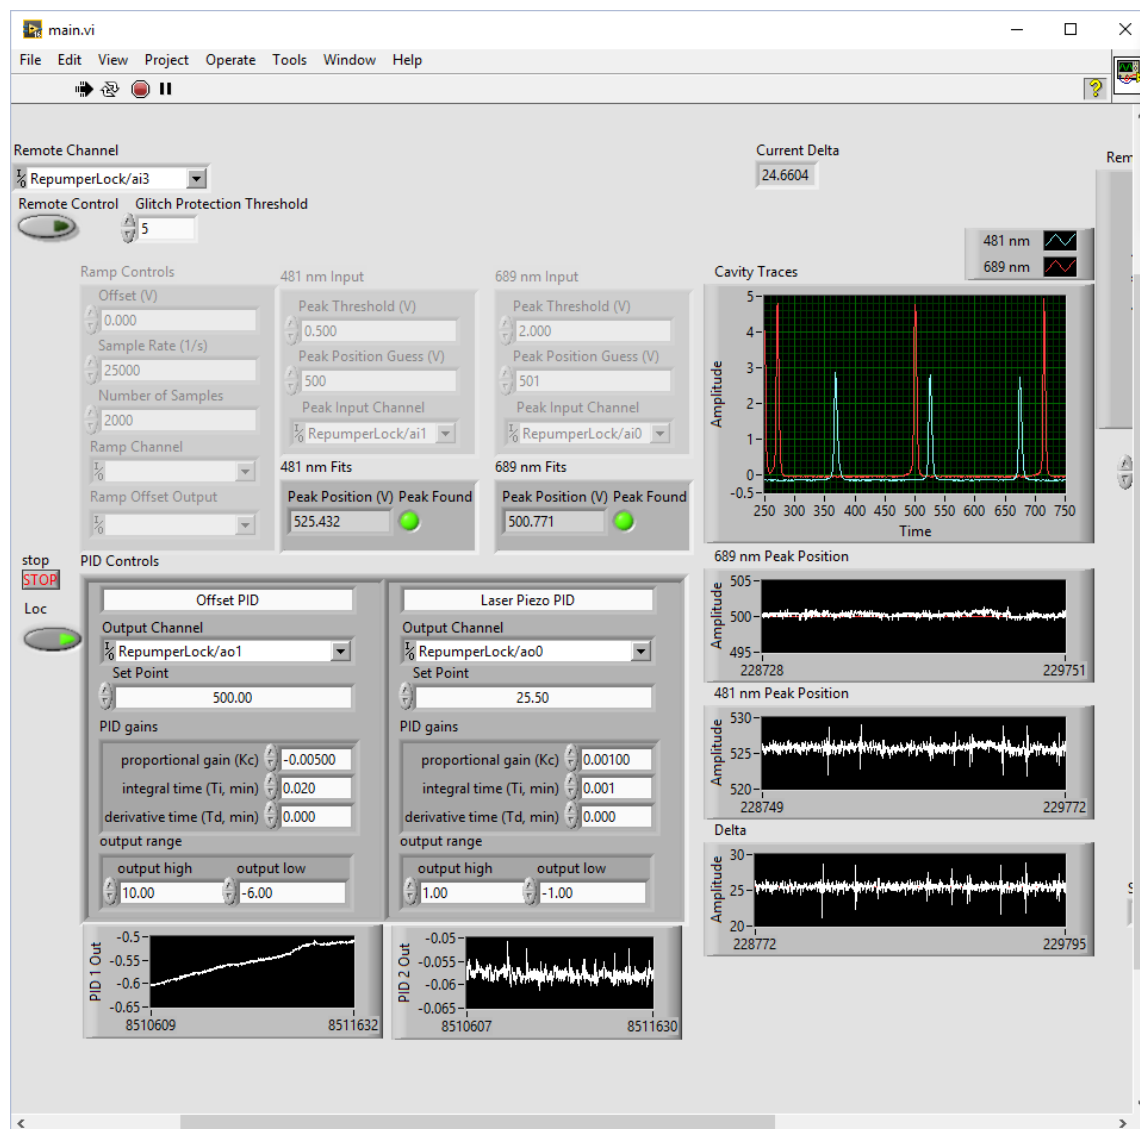 main.vi
File Edit View Project Operate Tools Window Help
Remote Channel
RepumperLock/ai3
Remote Control Glitch Protection Threshold
5
Current Delta
24.6604
Rem
481 nm
689 nm
Ramp Controls
Offset (V)
0.000
Sample Rate (1/s)
25000
Number of Samples
2000
Ramp Channel
Ramp Offset Output
481 nm Input
Peak Threshold (V)
0.500
Peak Position Guess (V)
500
Peak Input Channel
RepumperLock/ai1
481 nm Fits
Peak Position (V) Peak Found
525.432
689 nm Input
Peak Threshold (V)
2.000
Peak Position Guess (V)
501
Peak Input Channel
RepumperLock/ai0
689 nm Fits
Peak Position (V) Peak Found
500.771
Cavity Traces
Amplitude
5
4
3
2
1
0
-0.5
250 300 350 400 450 500 550 600 650 700 750
Time
stop
STOP
Loc
PID Controls
Offset PID
Output Channel
RepumperLock/ao1
Set Point
500.00
PID gains
proportional gain (Kc) -0.00500
integral time (Ti, min) 0.020
derivative time (Td, min) 0.000
output range
output high output low
10.00 -6.00
Laser Piezo PID
Output Channel
RepumperLock/ao0
Set Point
25.50
PID gains
proportional gain (Kc) 0.00100
integral time (Ti, min) 0.001
derivative time (Td, min) 0.000
output range
output high output low
1.00 -1.00
689 nm Peak Position
Amplitude
505
500
495
228728 229751
481 nm Peak Position
Amplitude
530
525
520
228749 229772
Delta
Amplitude
30
25
20
228772 229795
PID 1 Out
-0.5
-0.55
-0.6
-0.65
8510609 8511632
PID 2 Out
-0.05
-0.055
-0.06
-0.065
8510607 8511630